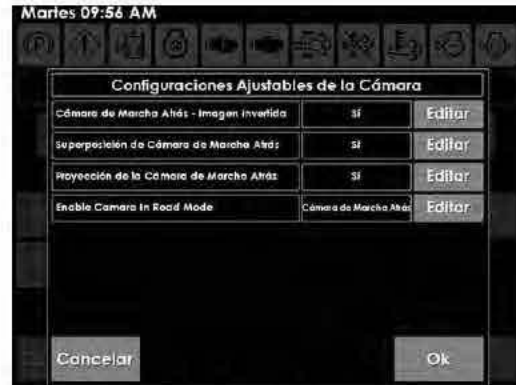 Martes 09:56 AM
Configuraciones Ajustables de la Cámara
Cámara de Marcha Atrás - Imagen Invertida Sí Editar
Superposición de Cámara de Marcha Atrás Sí Editar
Proyección de la Cámara de Marcha Atrás Sí Editar
Enable Camara In Road Mode Cámara de Marcha Atrás Editar
Cancelar Ok